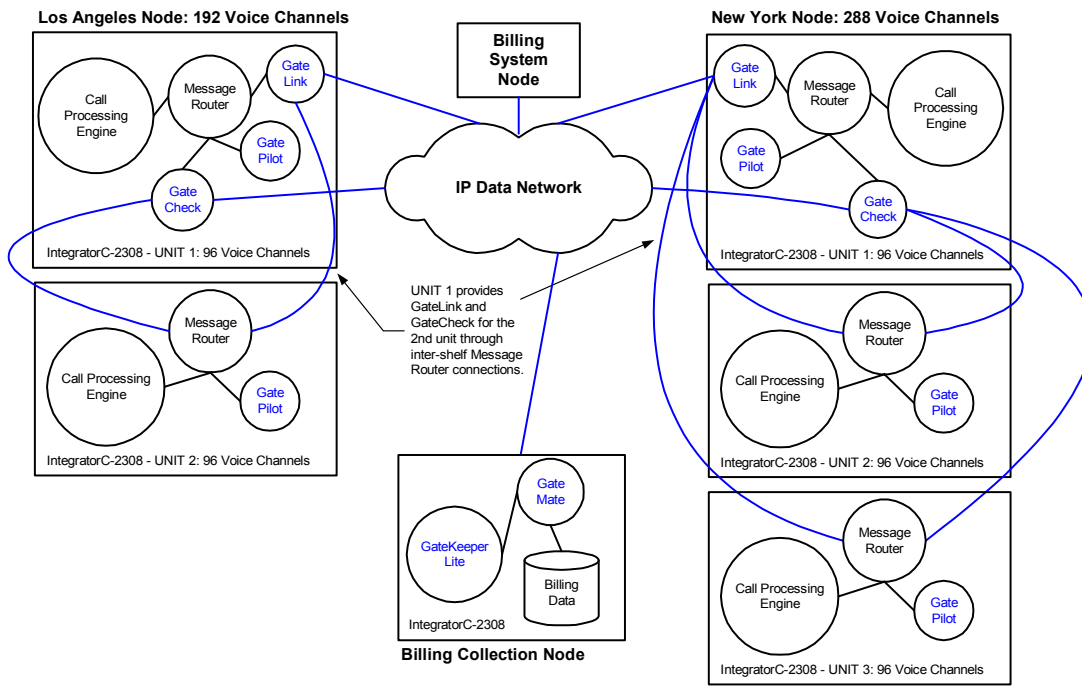 Los Angeles Node: 192 Voice Channels
Call
Processing
Engine
Message
Router
Gate
Link
Gate
Pilot
Gate
Check
IntegratorC-2308 - UNIT 1: 96 Voice Channels
Message
Router
Call Processing
Engine
Gate
Pilot
IntegratorC-2308 - UNIT 2: 96 Voice Channels
Billing
System
Node
IP Data Network
UNIT 1 provides
GateLink and
GateCheck for the
2nd unit through
inter-shelf Message
Router connections.
Gate
Mate
GateKeeper
Lite
Billing
Data
IntegratorC-2308
Billing Collection Node
New York Node: 288 Voice Channels
Gate
Link
Message
Router
Call
Processing
Engine
Gate
Pilot
Gate
Check
IntegratorC-2308 - UNIT 1: 96 Voice Channels
Message
Router
Call Processing
Engine
Gate
Pilot
IntegratorC-2308 - UNIT 2: 96 Voice Channels
Message
Router
Call Processing
Engine
Gate
Pilot
IntegratorC-2308 - UNIT 3: 96 Voice Channels